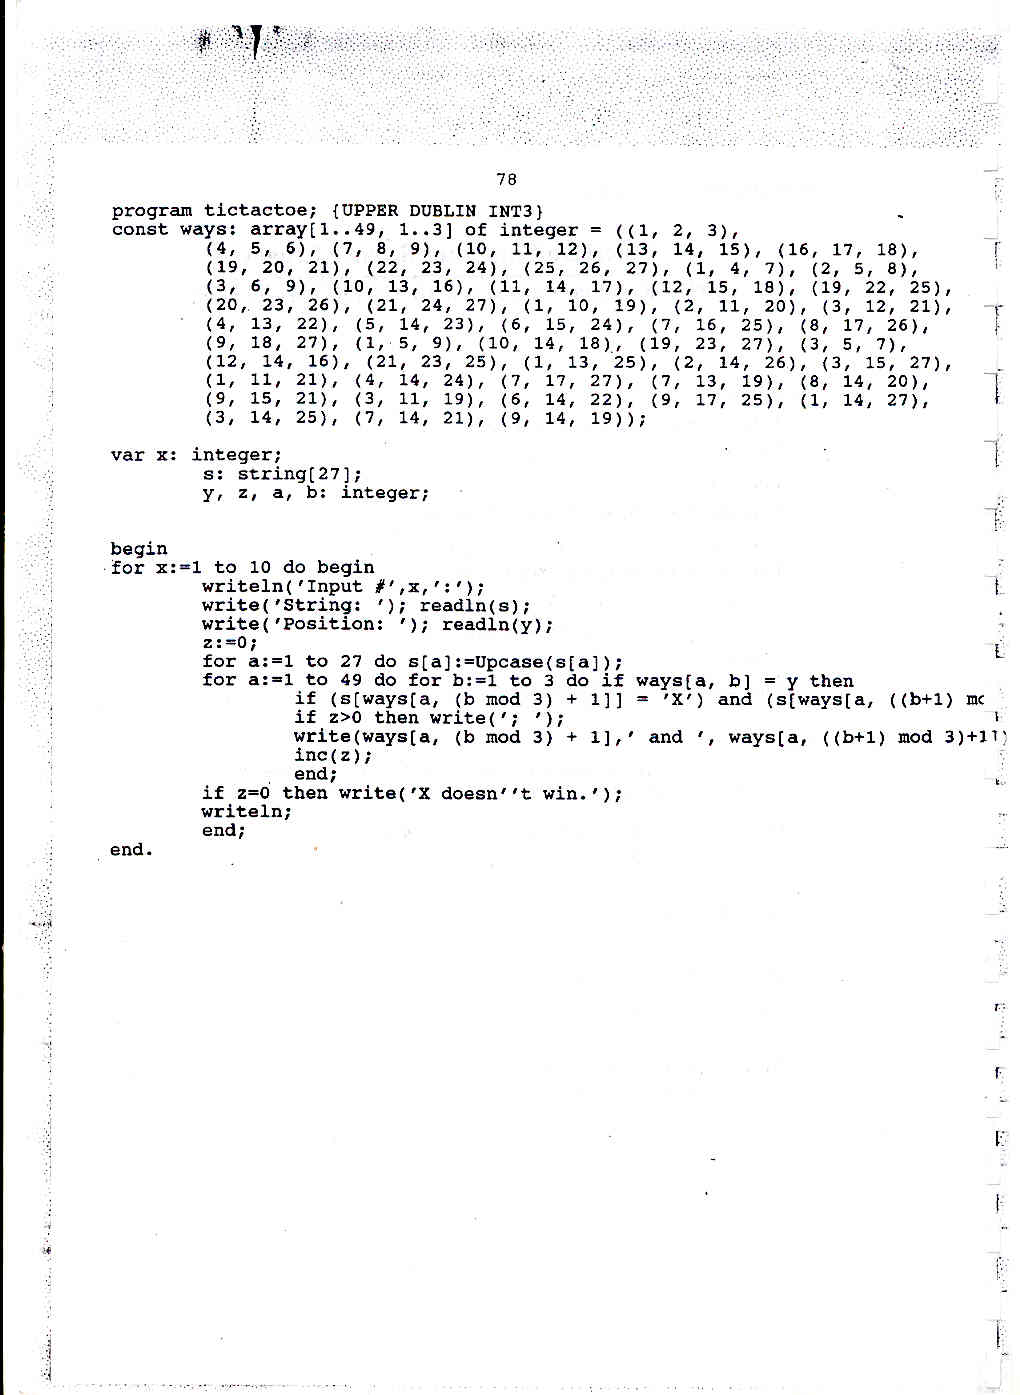 78
program tictactoe; {UPPER DUBLIN INT3}
const ways: array[1..49, 1..3] of integer = ((1, 2, 3),
(4, 5, 6), (7, 8, 9), (10, 11, 12), (13, 14, 15), (16, 17, 18),
(19, 20, 21), (22, 23, 24), (25, 26, 27), (1, 4, 7), (2, 5, 8),
(3, 6, 9), (10, 13, 16), (11, 14, 17), (12, 15, 18), (19, 22, 25),
(20, 23, 26), (21, 24, 27), (1, 10, 19), (2, 11, 20), (3, 12, 21),
(4, 13, 22), (5, 14, 23), (6, 15, 24), (7, 16, 25), (8, 17, 26),
(9, 18, 27), (1, 5, 9), (10, 14, 18), (19, 23, 27), (3, 5, 7),
(12, 14, 16), (21, 23, 25), (1, 13, 25), (2, 14, 26), (3, 15, 27),
(1, 11, 21), (4, 14, 24), (7, 17, 27), (7, 13, 19), (8, 14, 20),
(9, 15, 21), (3, 11, 19), (6, 14, 22), (9, 17, 25), (1, 14, 27),
(3, 14, 25), (7, 14, 21), (9, 14, 19));
var x: integer;
s: string[27];
y, z, a, b: integer;
begin
for x:=1 to 10 do begin
writeln('Input #',x,':');
write('String: '); readln(s);
write('Position: '); readln(y);
z:=0;
for a:=1 to 27 do s[a]:=Upcase(s[a]);
for a:=1 to 49 do for b:=1 to 3 do if ways[a, b] = y then
if (s[ways[a, (b mod 3) + 1]] = 'X') and (s[ways[a, ((b+1)
if z>0 then write('; ');
write(ways[a, (b mod 3) + 1],' and ', ways[a, ((b+1) mod 3)+1
inc(z);
end;
if z=0 then write('X doesn''t win.');
writeln;
end;
end.